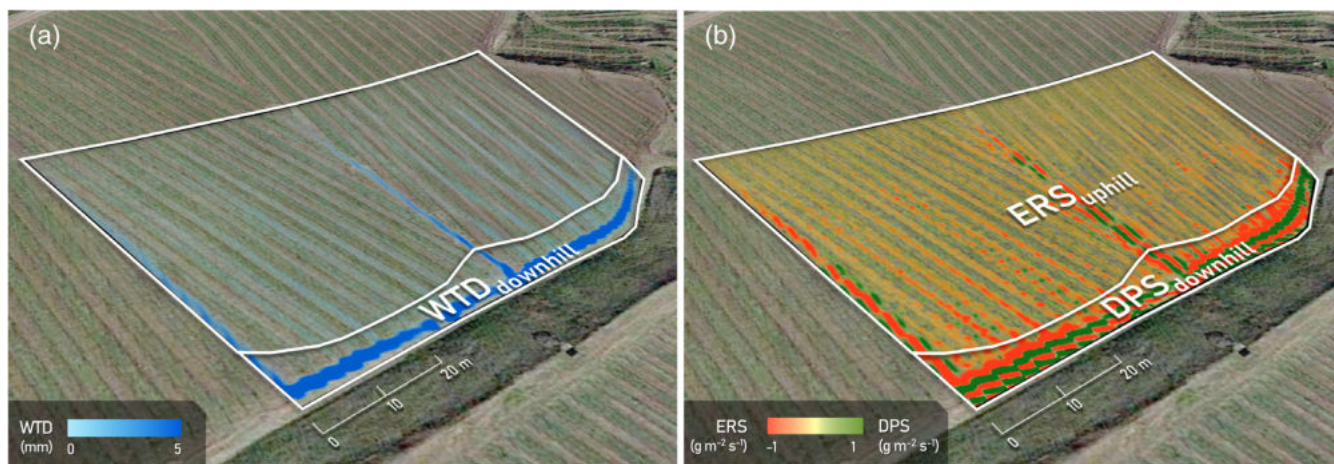 (a)
WTD downhill
0 10 20 m
WTD
(mm)
0 5
(b)
ERS uphill
DPS downhill
0 10 20 m
ERS
(g m⁻² s⁻¹)
−1 1
DPS
(g m⁻² s⁻¹)